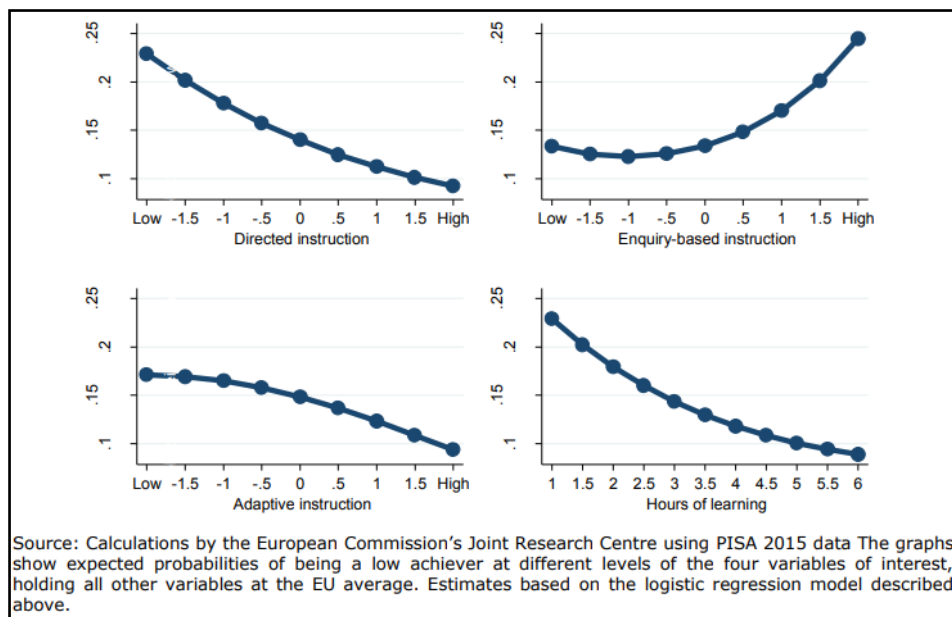 .25
.2
.15
.1
Low -1.5 -1 -.5 0 .5 1 1.5 High
Directed instruction
.25
.2
.15
.1
Low -1.5 -1 -.5 0 .5 1 1.5 High
Enquiry-based instruction
.25
.2
.15
.1
Low -1.5 -1 -.5 0 .5 1 1.5 High
Adaptive instruction
.25
.2
.15
.1
1 1.5 2 2.5 3 3.5 4 4.5 5 5.5 6
Hours of learning
Source: Calculations by the European Commission's Joint Research Centre using PISA 2015 data The graphs
show expected probabilities of being a low achiever at different levels of the four variables of interest,
holding all other variables at the EU average. Estimates based on the logistic regression model described
above.